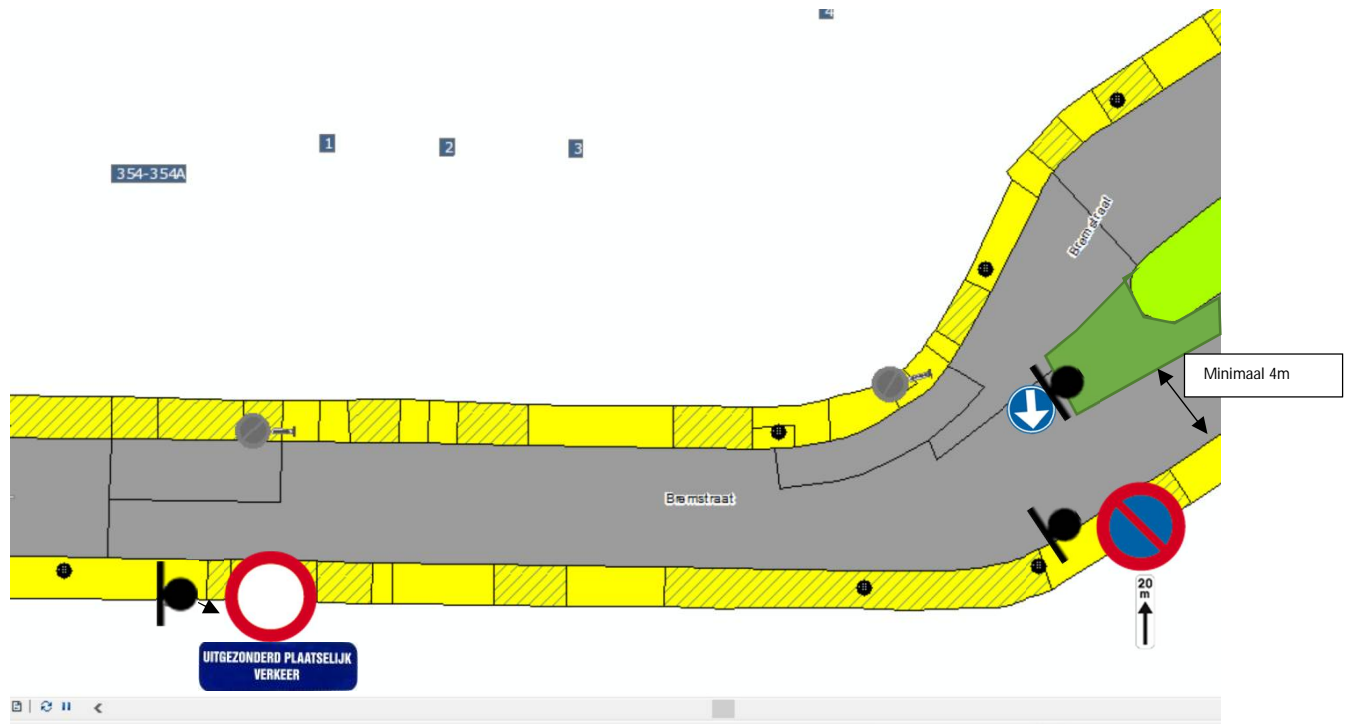 4
1
2
3
354-354A
Bremstraat
Minimaal 4m
Bremstraat
20
m
UITGEZONDERD PLAATSELIJK
VERKEER